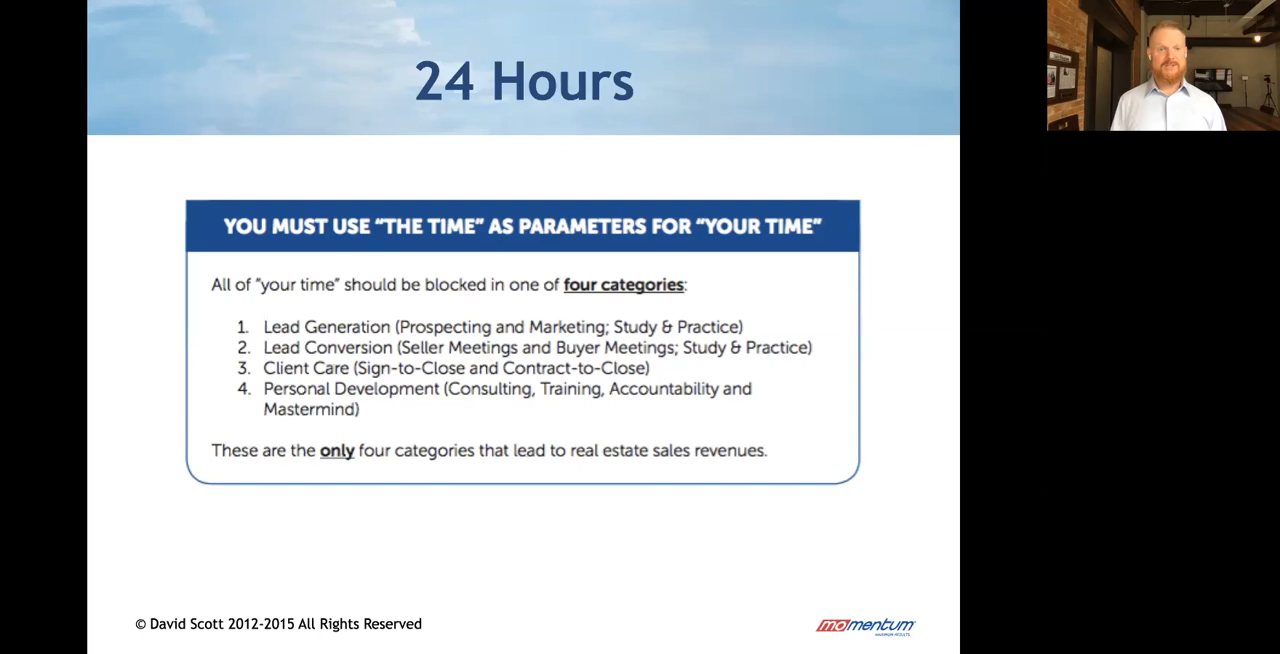 24 Hours
YOU MUST USE “THE TIME” AS PARAMETERS FOR “YOUR TIME”
All of “your time” should be blocked in one of four categories:
1. Lead Generation (Prospecting and Marketing; Study & Practice)
2. Lead Conversion (Seller Meetings and Buyer Meetings; Study & Practice)
3. Client Care (Sign-to-Close and Contract-to-Close)
4. Personal Development (Consulting, Training, Accountability and
Mastermind)
These are the only four categories that lead to real estate sales revenues.
© David Scott 2012-2015 All Rights Reserved
momentum
MAXIMUM RESULTS